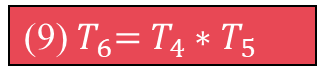 (9) T₆= T₄ * T₅